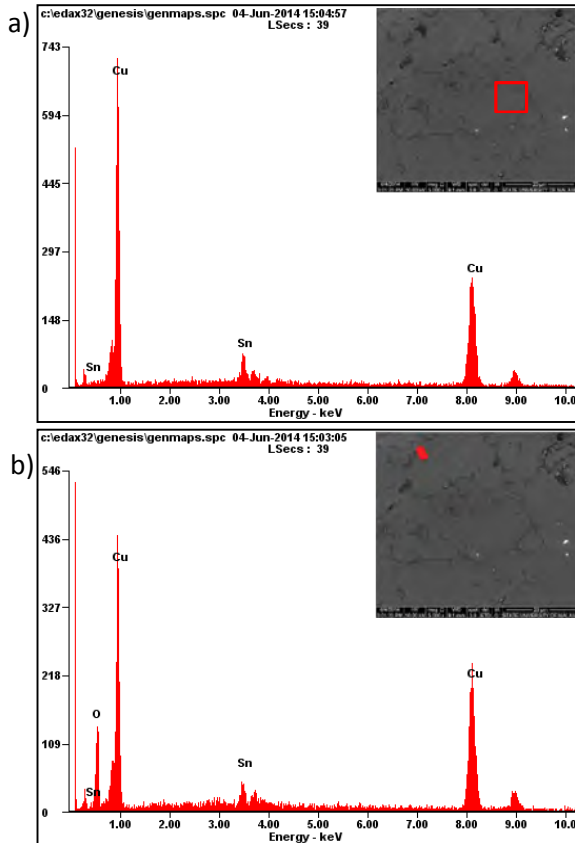 a)
c:\edax32\genesis\genmaps.spc 04-Jun-2014 15:04:57
LSecs : 39
743
594
445
297
148
0
Cu
Sn
Sn
Cu
1.00 2.00 3.00 4.00 5.00 6.00 7.00 8.00 9.00 10.0
Energy - keV
b)
c:\edax32\genesis\genmaps.spc 04-Jun-2014 15:03:05
LSecs : 39
546
436
327
218
109
0
Cu
O
Sn
Sn
Cu
1.00 2.00 3.00 4.00 5.00 6.00 7.00 8.00 9.00 10.0
Energy - keV